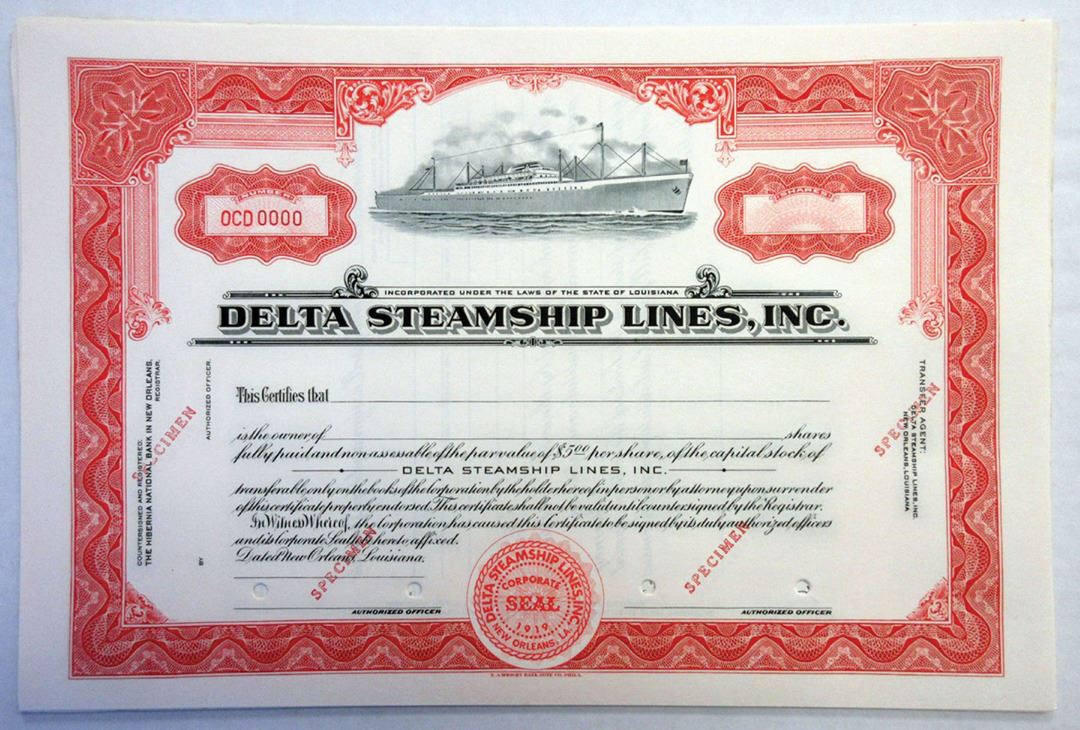 NUMBER
OCD 0000
SHARES
INCORPORATED UNDER THE LAWS OF THE STATE OF LOUISIANA
DELTA STEAMSHIP LINES, INC.
This Certifies that
is the owner of shares
fully paid and non-assessable of the par value of $5.00 per share, of the capital stock of
DELTA STEAMSHIP LINES, INC.
transferable only on the books of the Corporation by the holder hereof in person or by attorney upon surrender
of this certificate properly endorsed. This certificate shall not be valid until countersigned by the Registrar.
In Witness Whereof, the Corporation has caused this Certificate to be signed by its duly authorized officers
and its Corporate Seal to be hereto affixed.
Dated New Orleans, Louisiana.
AUTHORIZED OFFICER
AUTHORIZED OFFICER
DELTA STEAMSHIP LINES, INC.
CORPORATE
SEAL
1919
NEW ORLEANS, LA.
COUNTERSIGNED AND REGISTERED:
THE HIBERNIA NATIONAL BANK IN NEW ORLEANS,
REGISTRAR.
BY
AUTHORIZED OFFICER.
TRANSFER AGENT:
DELTA STEAMSHIP LINES, INC.
NEW ORLEANS, LOUISIANA
SPECIMEN
SPECIMEN
SPECIMEN
SPECIMEN